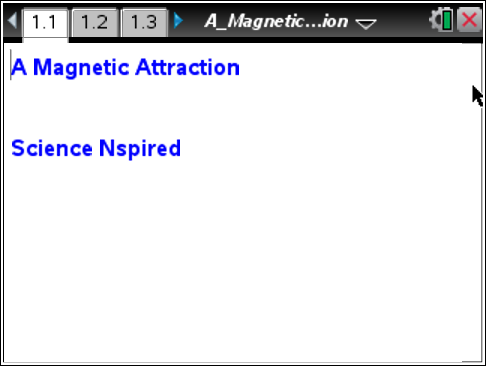 1.1 1.2 1.3 A_Magnetic...ion
A Magnetic Attraction
Science Nspired